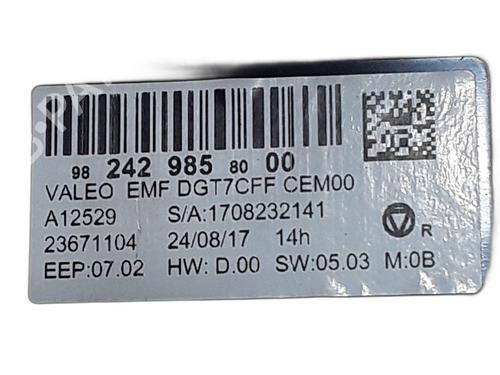 98 242 985 80 00
VALEO EMF DGT7CFF CEM00
A12529 S/A:1708232141
23671104 24/08/17 14h
R
EEP:07.02 HW: D.00 SW:05.03 M:0B